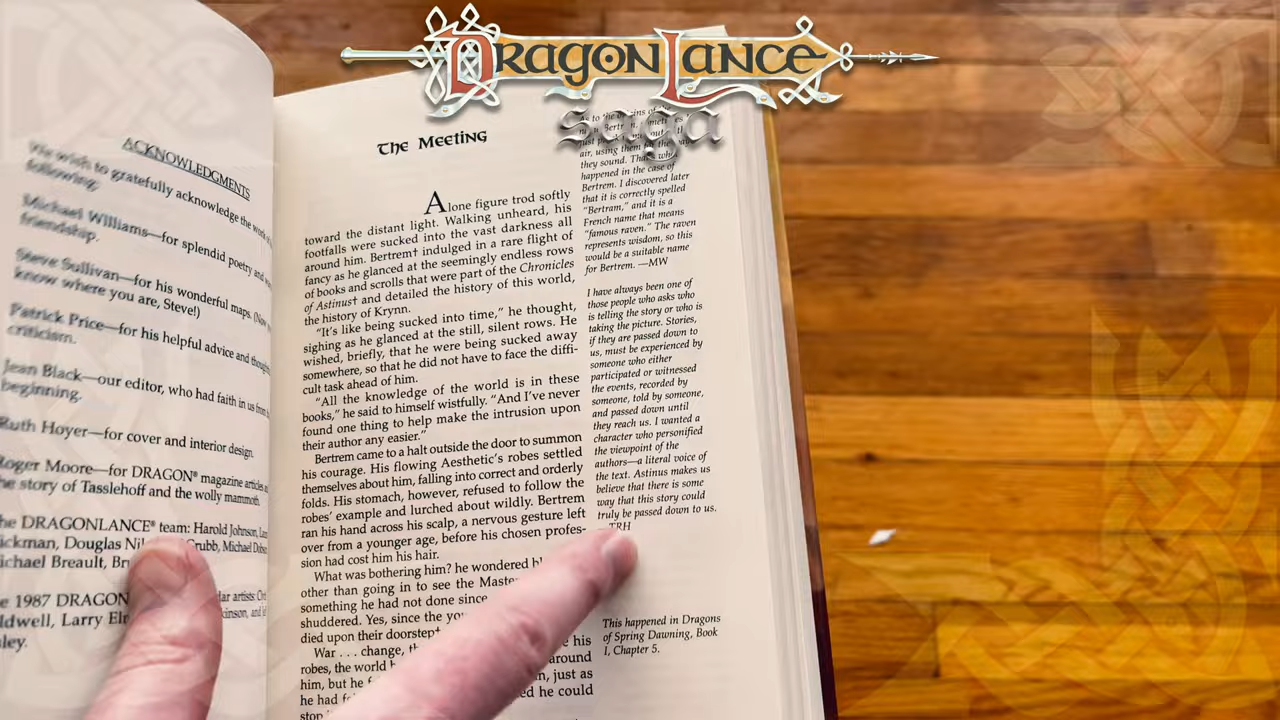 DRAGONLANCE
saga
ACKNOWLEDGMENTS
We wish to gratefully acknowledge the work of
following:
Michael Williams—for splendid poetry and
friendship.
Steve Sullivan—for his wonderful maps. (Now
know where you are, Steve!)
Patrick Price—for his helpful advice and
criticism.
Jean Black—our editor, who had faith in us from
beginning.
Ruth Hoyer—for cover and interior design.
Roger Moore—for DRAGON® magazine articles
the story of Tasslehoff and the wolly mammoth.
The DRAGONLANCE® team: Harold Johnson,
ickman, Douglas Grubb, Michael
ichael Breault,
1987 artists:
ldwell, Larry
ley.
The Meeting
Alone figure trod softly
toward the distant light. Walking unheard, his
footfalls were sucked into the vast darkness all
around him. Bertrem† indulged in a rare flight of
fancy as he glanced at the seemingly endless rows
of books and scrolls that were part of the Chronicles
of Astinus† and detailed the history of this world,
the history of Krynn.
"It's like being sucked into time," he thought,
sighing as he glanced at the still, silent rows. He
wished, briefly, that he were being sucked away
somewhere, so that he did not have to face the diffi-
cult task ahead of him.
"All the knowledge of the world is in these
books," he said to himself wistfully. "And I've never
found one thing to help make the intrusion upon
their author any easier."
Bertrem came to a halt outside the door to summon
his courage. His flowing Aesthetic's robes settled
themselves about him, falling into correct and orderly
folds. His stomach, however, refused to follow the
robes' example and lurched about wildly. Bertrem
ran his hand across his scalp, a nervous gesture left
over from a younger age, before his chosen profes-
sion had cost him his hair.
What was bothering him? he wondered
other than going in to see the
something he had not done since
shuddered. Yes, since the
died upon their doorstep
War . . . change,
his
robes, the world around
him, but he just as
he had he could
As to the
air, using them
they sound. That
happened in the case of
Bertrem. I discovered later
that it is correctly spelled
"Bertram," and it is a
French name that means
"famous raven." The raven
represents wisdom, so this
would be a suitable name
for Bertrem. —MW
I have always been one of
those people who asks who
is telling the story or who is
taking the picture. Stories,
if they are passed down to
us, must be experienced by
someone who either
participated or witnessed
the events, recorded by
someone, told by someone,
and passed down until
they reach us. I wanted a
character who personified
the viewpoint of the
authors—a literal voice of
the text. Astinus makes us
believe that there is some
way that this story could
truly be passed down to us.
TRH
This happened in Dragons
of Spring Dawning, Book
I, Chapter 5.